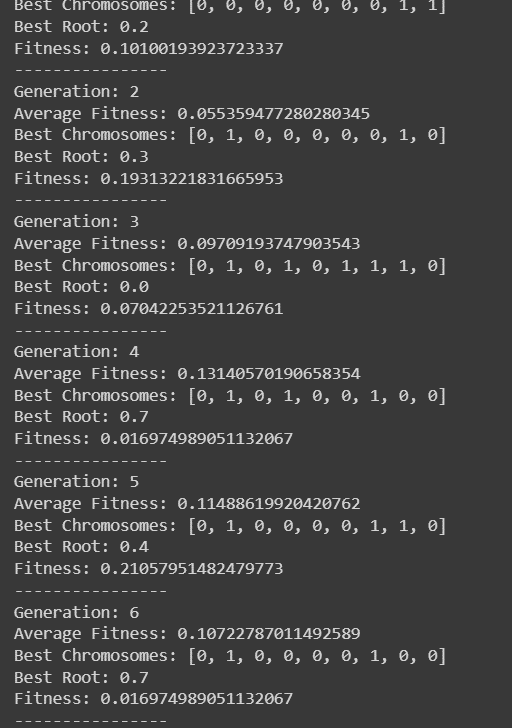 Best Chromosomes: [0, 0, 0, 0, 0, 0, 0, 1, 1]
Best Root: 0.2
Fitness: 0.10100193923723337
----------------
Generation: 2
Average Fitness: 0.055359477280280345
Best Chromosomes: [0, 1, 0, 0, 0, 0, 0, 1, 0]
Best Root: 0.3
Fitness: 0.19313221831665953
----------------
Generation: 3
Average Fitness: 0.09709193747903543
Best Chromosomes: [0, 1, 0, 1, 0, 1, 1, 1, 0]
Best Root: 0.0
Fitness: 0.07042253521126761
----------------
Generation: 4
Average Fitness: 0.13140570190658354
Best Chromosomes: [0, 1, 0, 1, 0, 0, 1, 0, 0]
Best Root: 0.7
Fitness: 0.016974989051132067
----------------
Generation: 5
Average Fitness: 0.11488619920420762
Best Chromosomes: [0, 1, 0, 0, 0, 0, 1, 1, 0]
Best Root: 0.4
Fitness: 0.21057951482479773
----------------
Generation: 6
Average Fitness: 0.10722787011492589
Best Chromosomes: [0, 1, 0, 0, 0, 0, 1, 0, 0]
Best Root: 0.7
Fitness: 0.016974989051132067
----------------